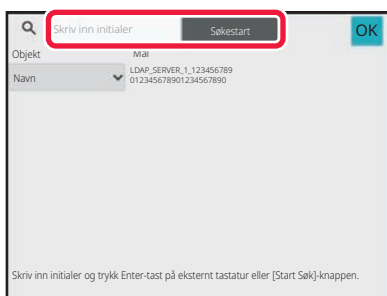 Skriv inn initialer Søkestart OK
Objekt Mål
Navn LDAP_SERVER_1_123456789
012345678901234567890
Skriv inn initialer og trykk Enter-tast på eksternt tastatur eller [Start Søk]-knappen.